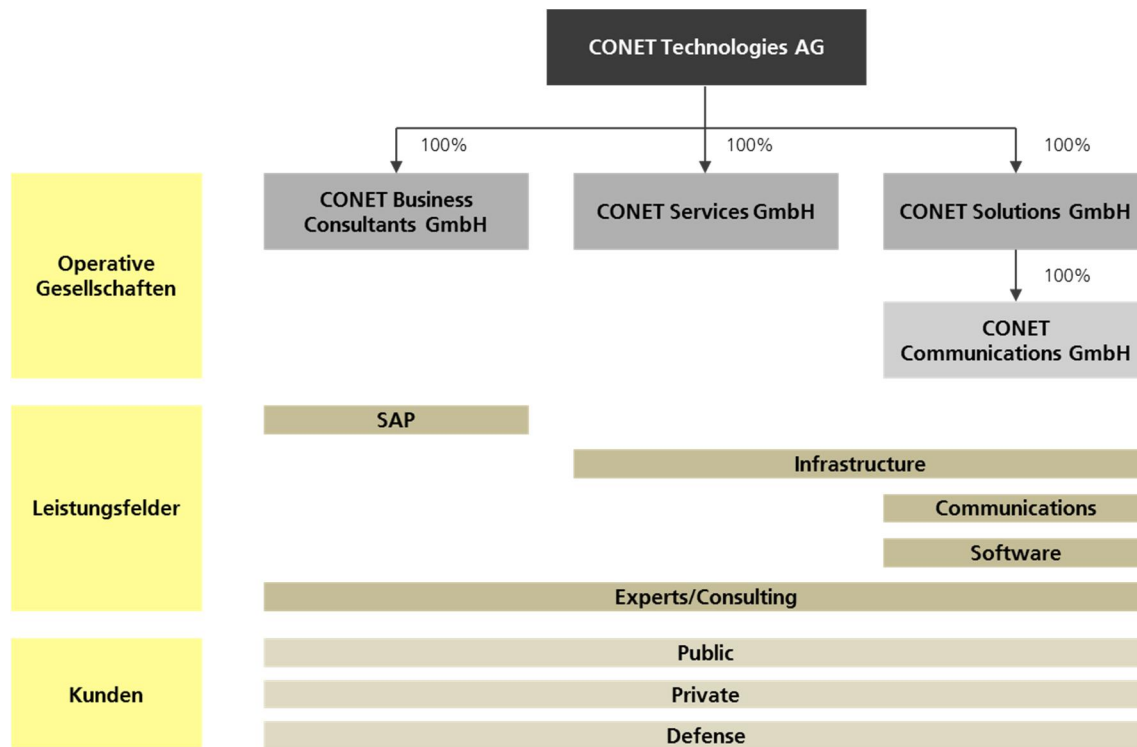 CONET Technologies AG
100%
100%
100%
Operative
Gesellschaften
CONET Business
Consultants GmbH
CONET Services GmbH
CONET Solutions GmbH
100%
CONET
Communications GmbH
Leistungsfelder
SAP
Infrastructure
Communications
Software
Experts/Consulting
Kunden
Public
Private
Defense